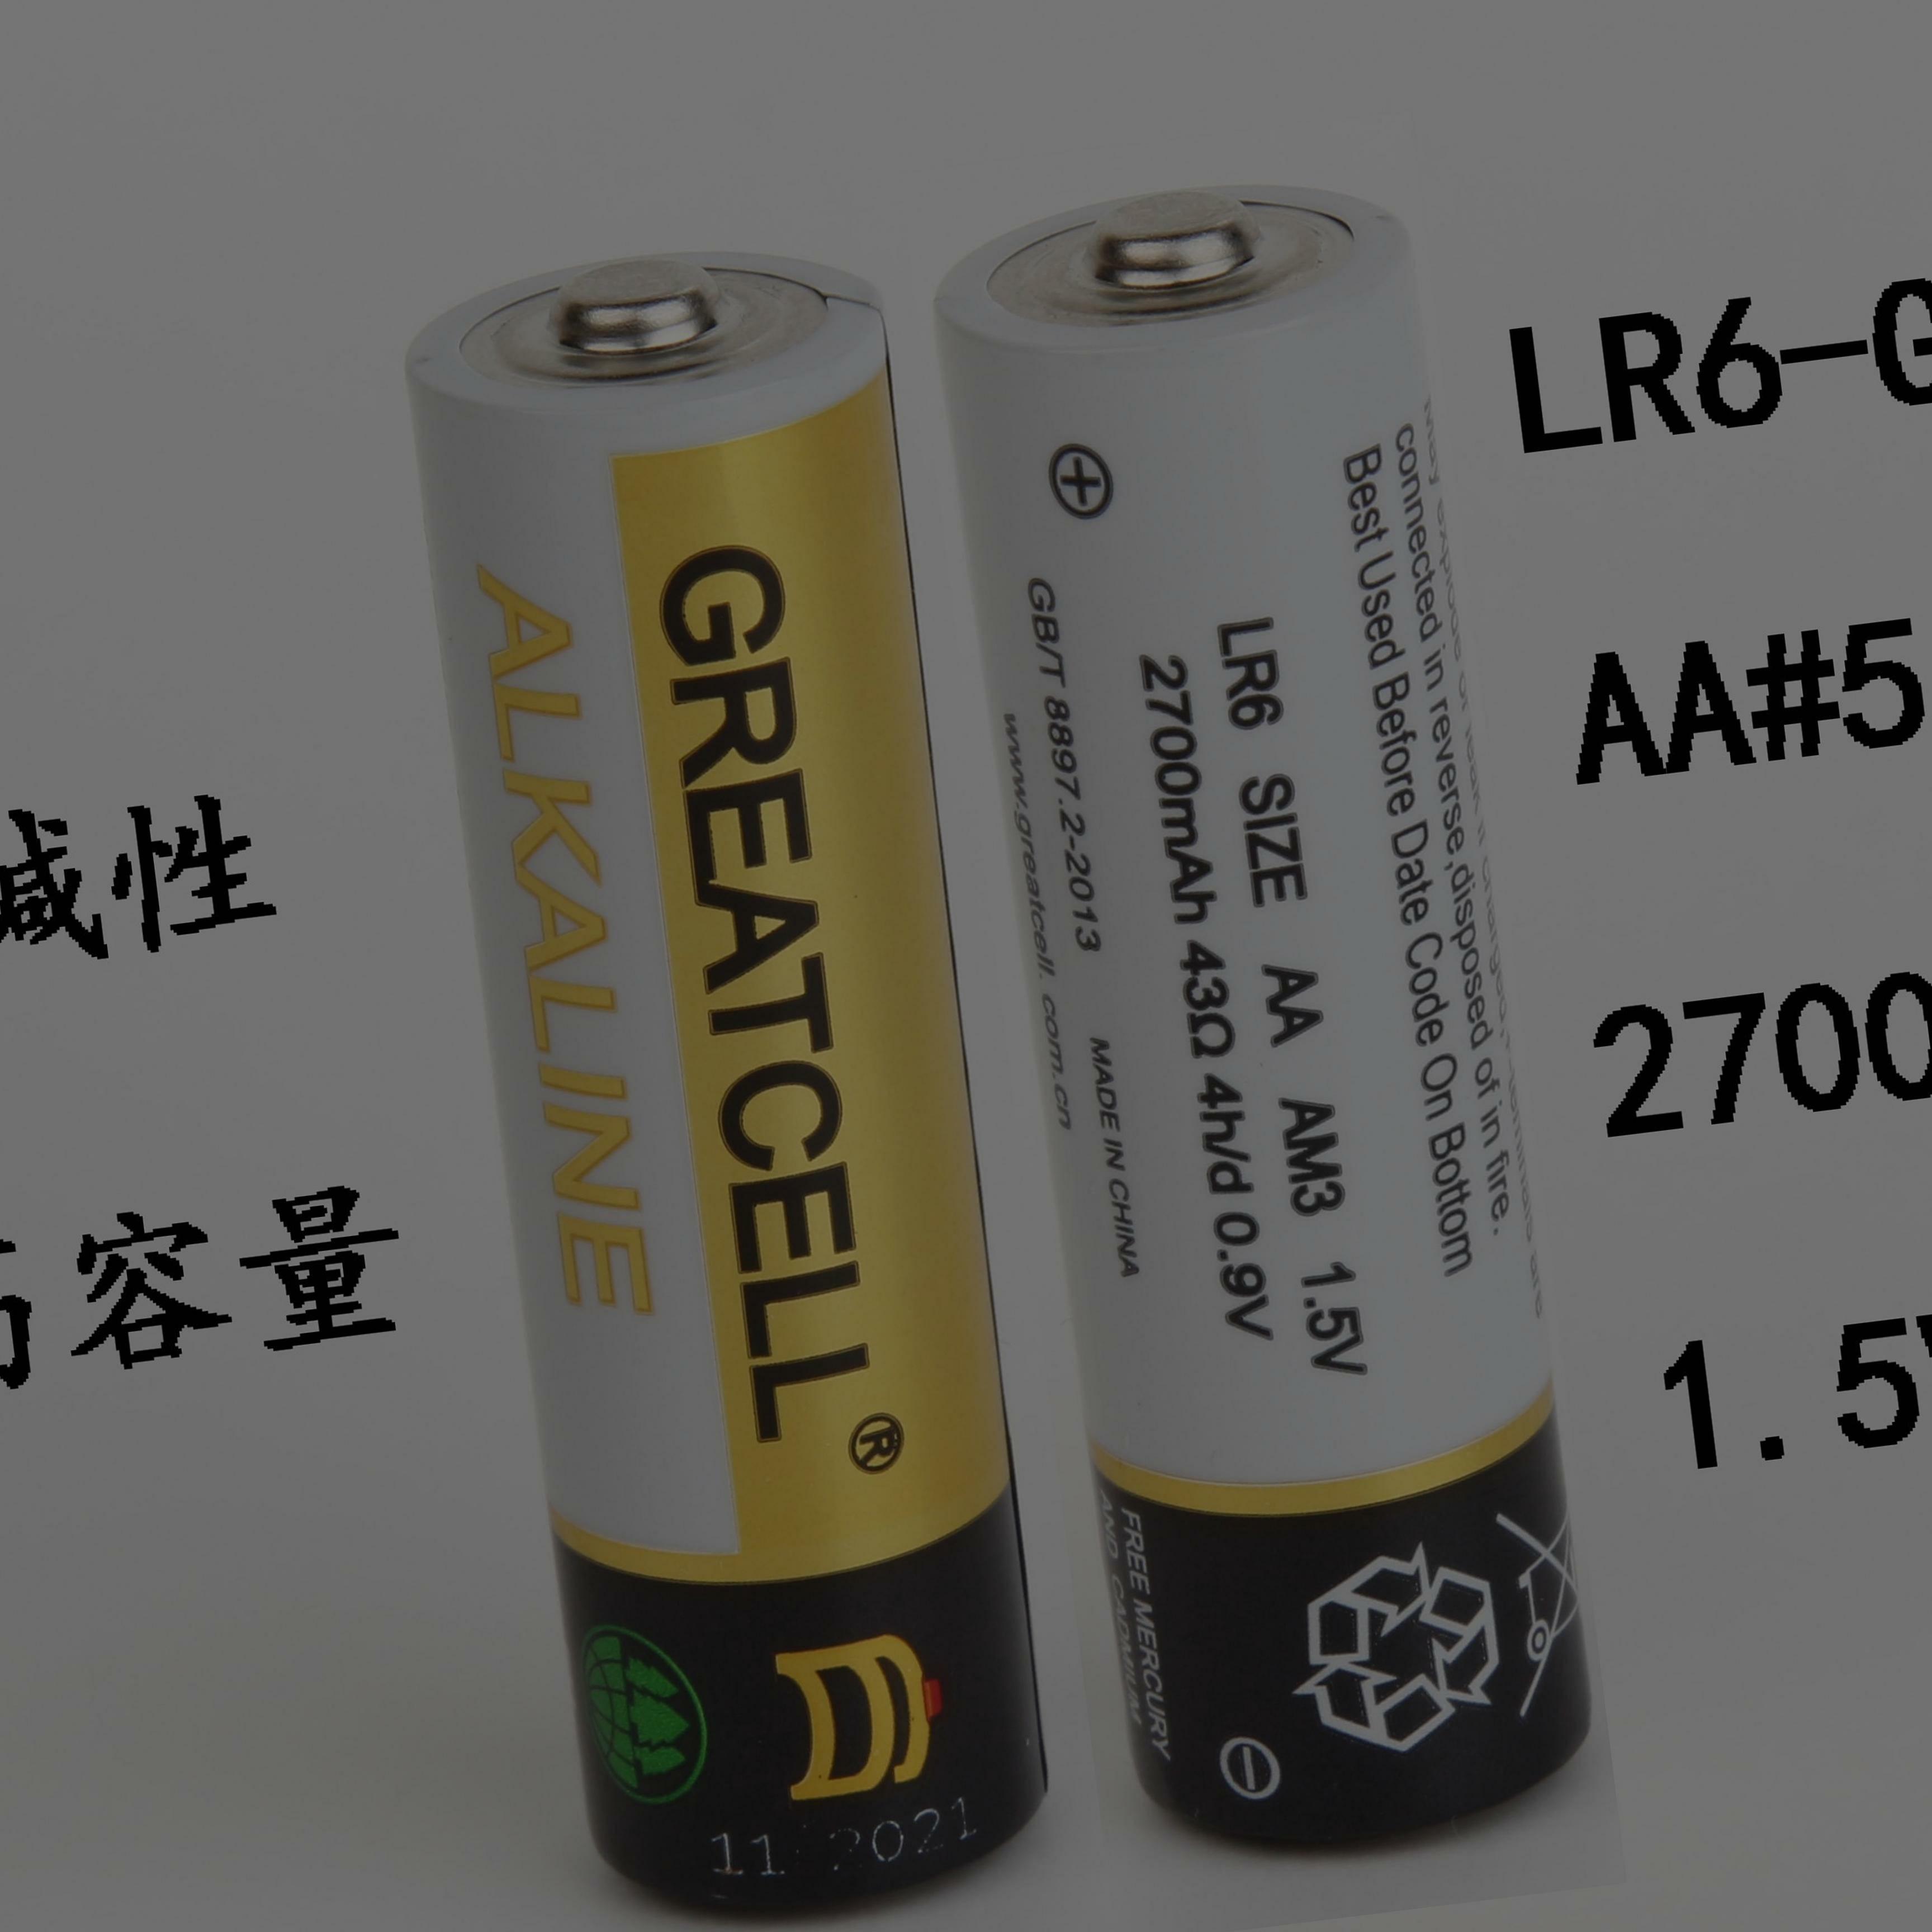 碱性
容量
ALKALINE
GREATCELL®
11 2021
GB/T 8897.2-2013
www.greatcell.com.cn MADE IN CHINA
LR6 SIZE AA AM3 1.5V
2700mAh 43Ω 4h/d 0.9V
connected in reverse,disposed of in fire.
Best Used Before Date Code On Bottom
FREE MERCURY
AND CADMIUM
LR6-G
AA#5
2700
1.5V